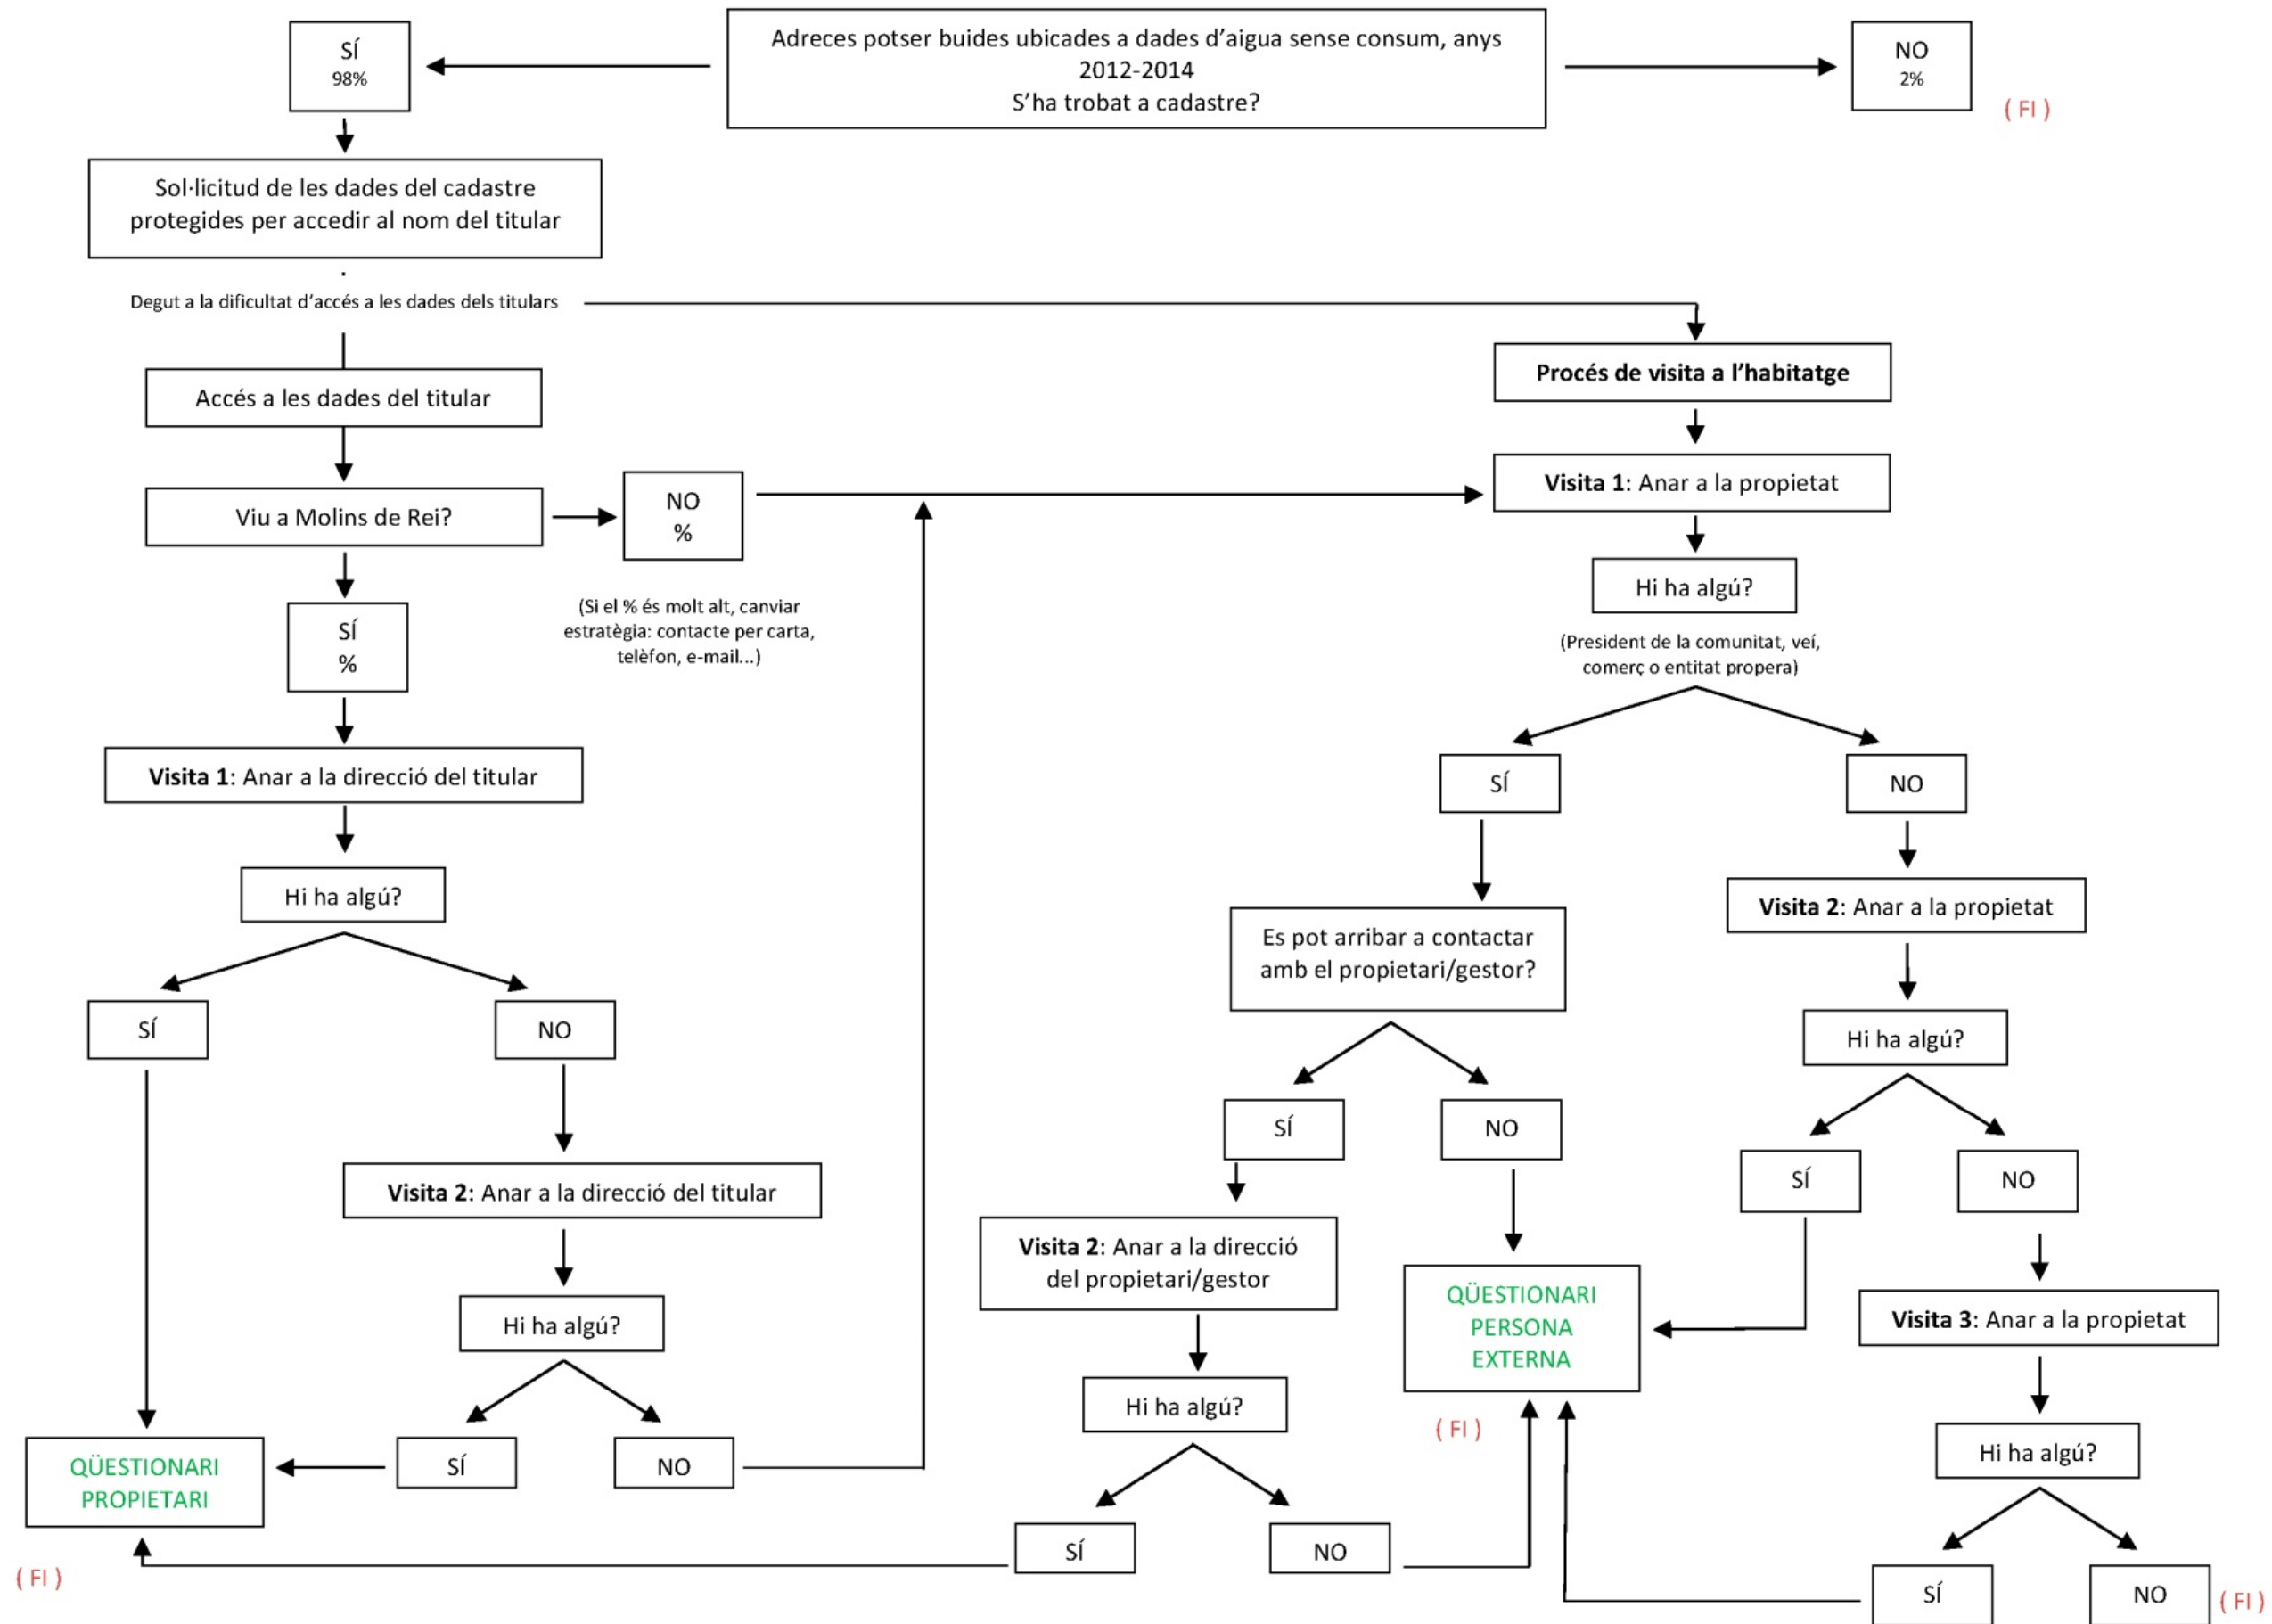 Adreces potser buides ubicades a dades d’aigua sense consum, anys
2012-2014
S’ha trobat a cadastre?
SÍ
98%
NO
2%
( FI )
Sol·licitud de les dades del cadastre
protegides per accedir al nom del titular
Degut a la dificultat d’accés a les dades dels titulars
Accés a les dades del titular
Viu a Molins de Rei?
NO
%
(Si el % és molt alt, canviar
estratègia: contacte per carta,
telèfon, e-mail...)
SÍ
%
Visita 1: Anar a la direcció del titular
Hi ha algú?
SÍ
NO
Visita 2: Anar a la direcció del titular
Hi ha algú?
SÍ
NO
QÜESTIONARI
PROPIETARI
( FI )
Procés de visita a l’habitatge
Visita 1: Anar a la propietat
Hi ha algú?
(President de la comunitat, veí,
comerç o entitat propera)
SÍ
NO
Es pot arribar a contactar
amb el propietari/gestor?
SÍ
NO
Visita 2: Anar a la direcció
del propietari/gestor
Hi ha algú?
SÍ
NO
QÜESTIONARI
PERSONA
EXTERNA
( FI )
Visita 2: Anar a la propietat
Hi ha algú?
SÍ
NO
Visita 3: Anar a la propietat
Hi ha algú?
SÍ
NO
( FI )